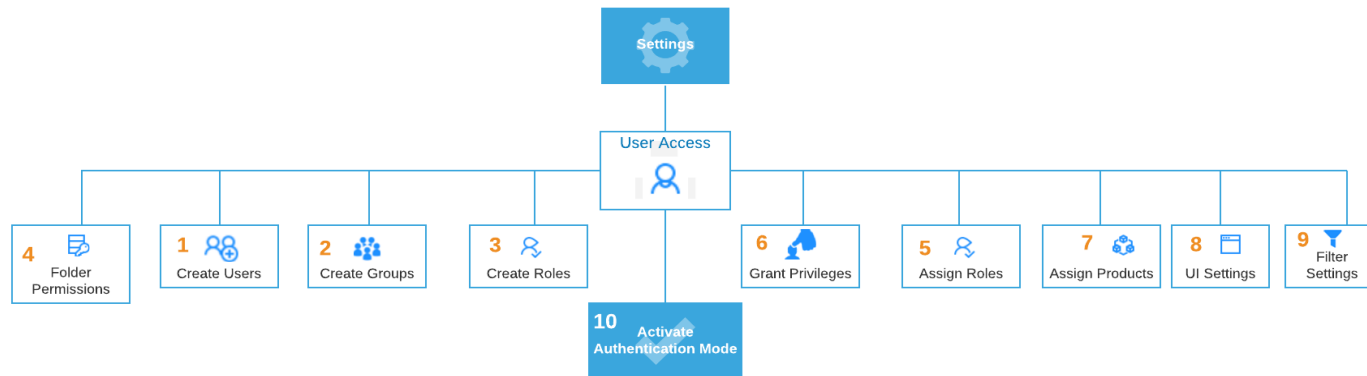 Settings
User Access
4
Folder
Permissions
1
Create Users
2
Create Groups
3
Create Roles
6
Grant Privileges
5
Assign Roles
7
Assign Products
8
UI Settings
9
Filter
Settings
10
Activate
Authentication Mode